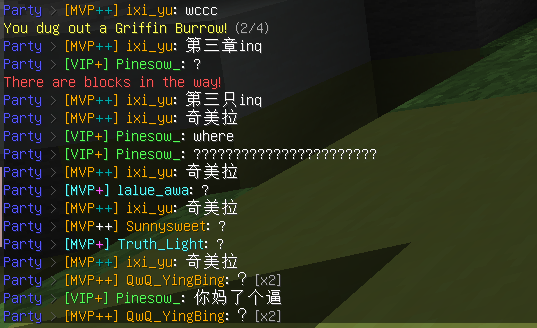 Party > [MVP++] ixi_yu: wccc
You dug out a Griffin Burrow! (2/4)
Party > [MVP++] ixi_yu: 第三章inq
Party > [VIP+] Pinesow_: ?
There are blocks in the way!
Party > [MVP++] ixi_yu: 第三只inq
Party > [MVP++] ixi_yu: 奇美拉
Party > [VIP+] Pinesow_: where
Party > [VIP+] Pinesow_: ???????????????????????
Party > [MVP++] ixi_yu: 奇美拉
Party > [MVP+] lalue_awa: ?
Party > [MVP++] ixi_yu: 奇美拉
Party > [MVP++] Sunnysweet: ?
Party > [MVP+] Truth_Light: ?
Party > [MVP++] ixi_yu: 奇美拉
Party > [MVP++] QwQ_YingBing: ? [x2]
Party > [VIP+] Pinesow_: 你妈了个逼
Party > [MVP++] QwQ_YingBing: ? [x2]